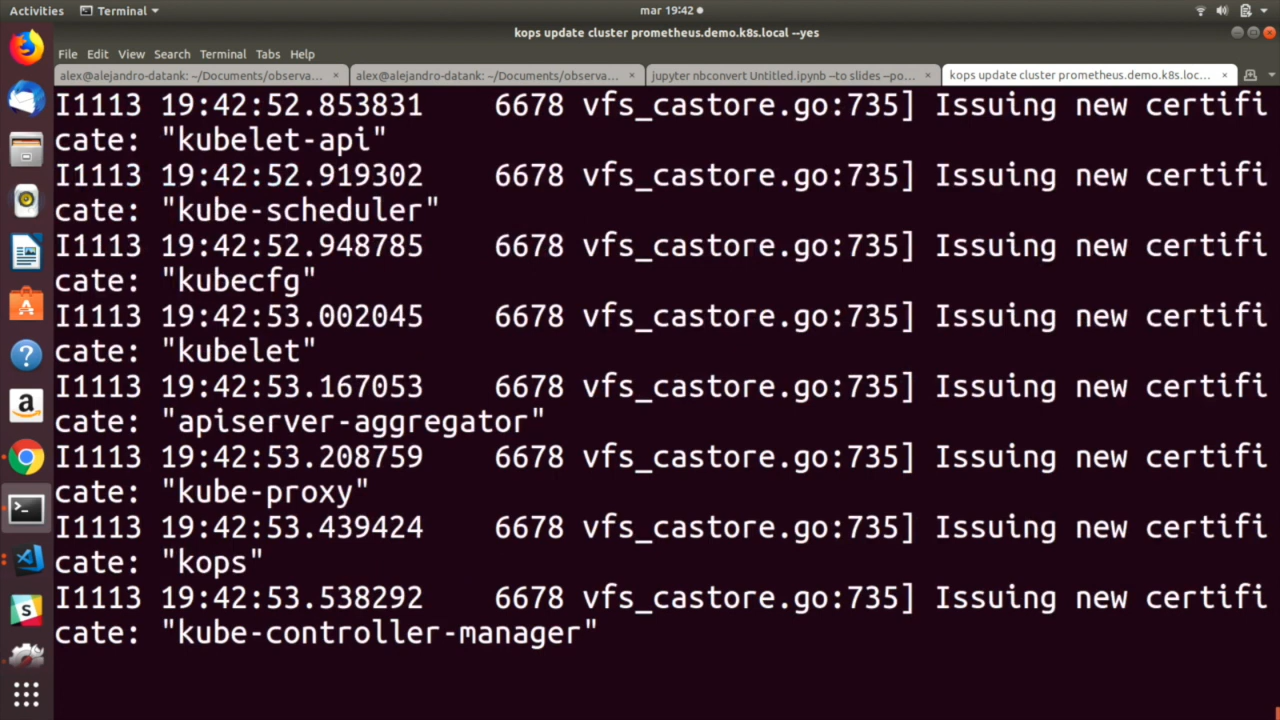 Activities Terminal mar 19:42
kops update cluster prometheus.demo.k8s.local --yes
File Edit View Search Terminal Tabs Help
alex@alejandro-datank: ~/Documents/observa... × alex@alejandro-datank: ~/Documents/observa... × jupyter nbconvert Untitled.ipynb --to slides --po... × kops update cluster prometheus.demo.k8s.loc... ×
I1113 19:42:52.853831 6678 vfs_castore.go:735] Issuing new certifi
cate: "kubelet-api"
I1113 19:42:52.919302 6678 vfs_castore.go:735] Issuing new certifi
cate: "kube-scheduler"
I1113 19:42:52.948785 6678 vfs_castore.go:735] Issuing new certifi
cate: "kubecfg"
I1113 19:42:53.002045 6678 vfs_castore.go:735] Issuing new certifi
cate: "kubelet"
I1113 19:42:53.167053 6678 vfs_castore.go:735] Issuing new certifi
cate: "apiserver-aggregator"
I1113 19:42:53.208759 6678 vfs_castore.go:735] Issuing new certifi
cate: "kube-proxy"
I1113 19:42:53.439424 6678 vfs_castore.go:735] Issuing new certifi
cate: "kops"
I1113 19:42:53.538292 6678 vfs_castore.go:735] Issuing new certifi
cate: "kube-controller-manager"